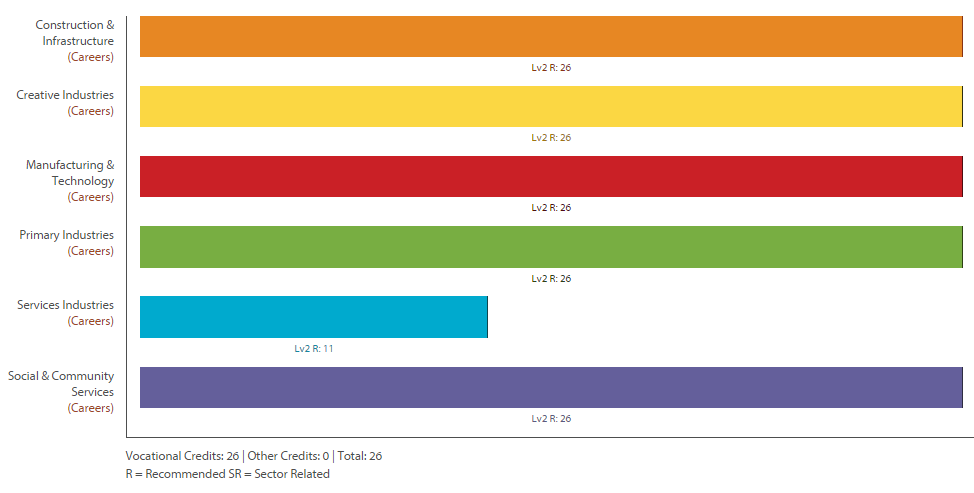 Construction &
Infrastructure
(Careers)
Lv2 R: 26
Creative Industries
(Careers)
Lv2 R: 26
Manufacturing &
Technology
(Careers)
Lv2 R: 26
Primary Industries
(Careers)
Lv2 R: 26
Services Industries
(Careers)
Lv2 R: 11
Social & Community
Services
(Careers)
Lv2 R: 26
Vocational Credits: 26 | Other Credits: 0 | Total: 26
R = Recommended SR = Sector Related